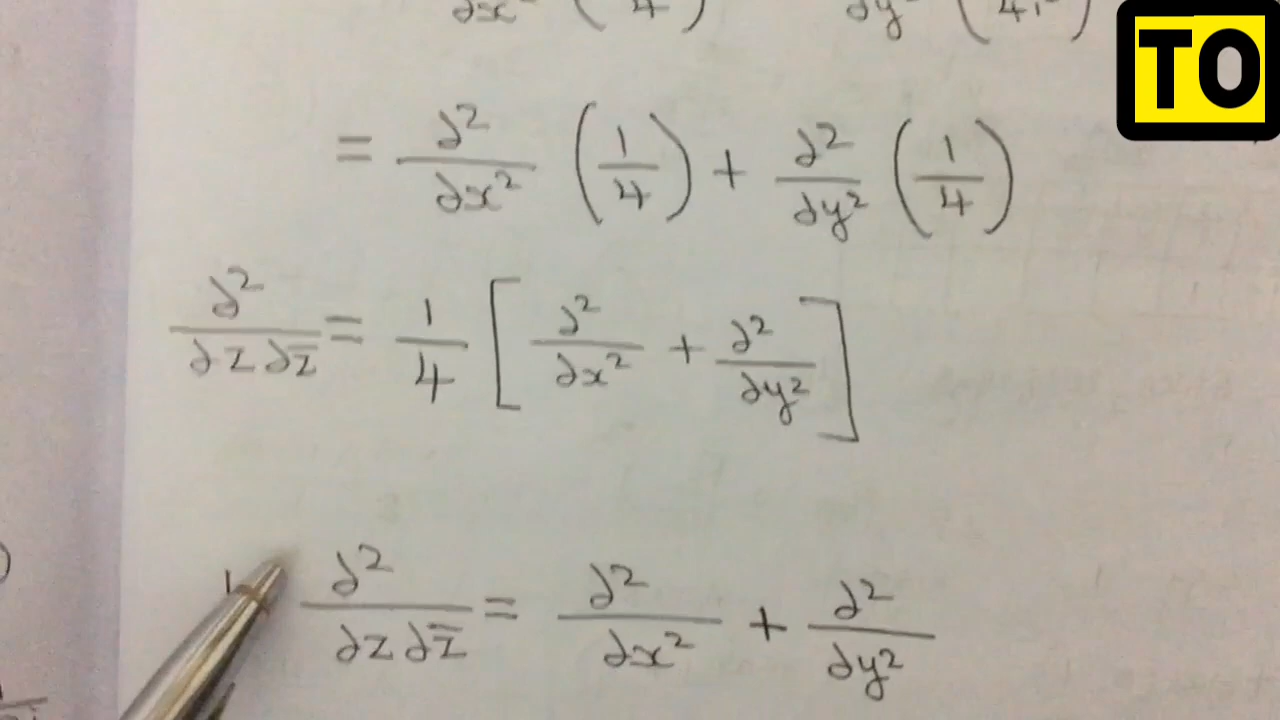 TO
= ∂²/∂x² (1/4) + ∂²/∂y² (1/4)
∂²/∂z∂z̄ = 1/4 [ ∂²/∂x² + ∂²/∂y² ]
∂²/∂z∂z̄ = ∂²/∂x² + ∂²/∂y²